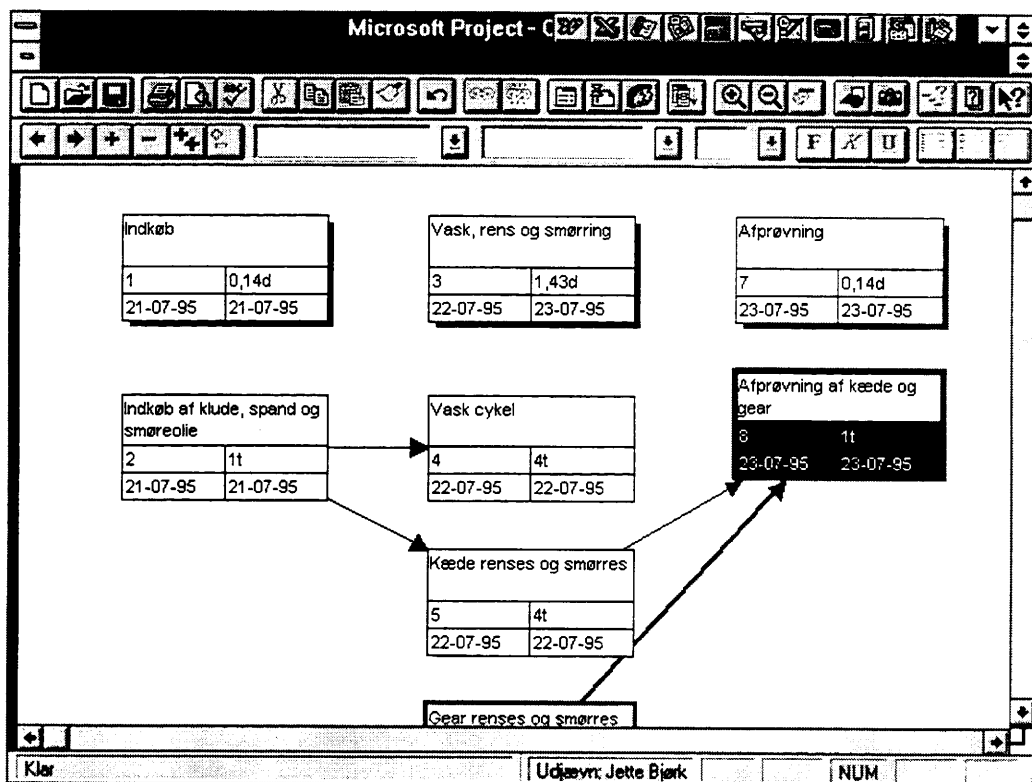 Microsoft Project - C
F X U
Indkøb
1 0,14d
21-07-95 21-07-95
Vask, rens og smørring
3 1,43d
22-07-95 23-07-95
Afprøvning
7 0,14d
23-07-95 23-07-95
Indkøb af klude, spand og
smøreolie
2 1t
21-07-95 21-07-95
Vask cykel
4 4t
22-07-95 22-07-95
Afprøvning af kæde og
gear
8 1t
23-07-95 23-07-95
Kæde renses og smørres
5 4t
22-07-95 22-07-95
Gear renses og smørres
Klar
Udjævn: Jette Bjørk
NUM